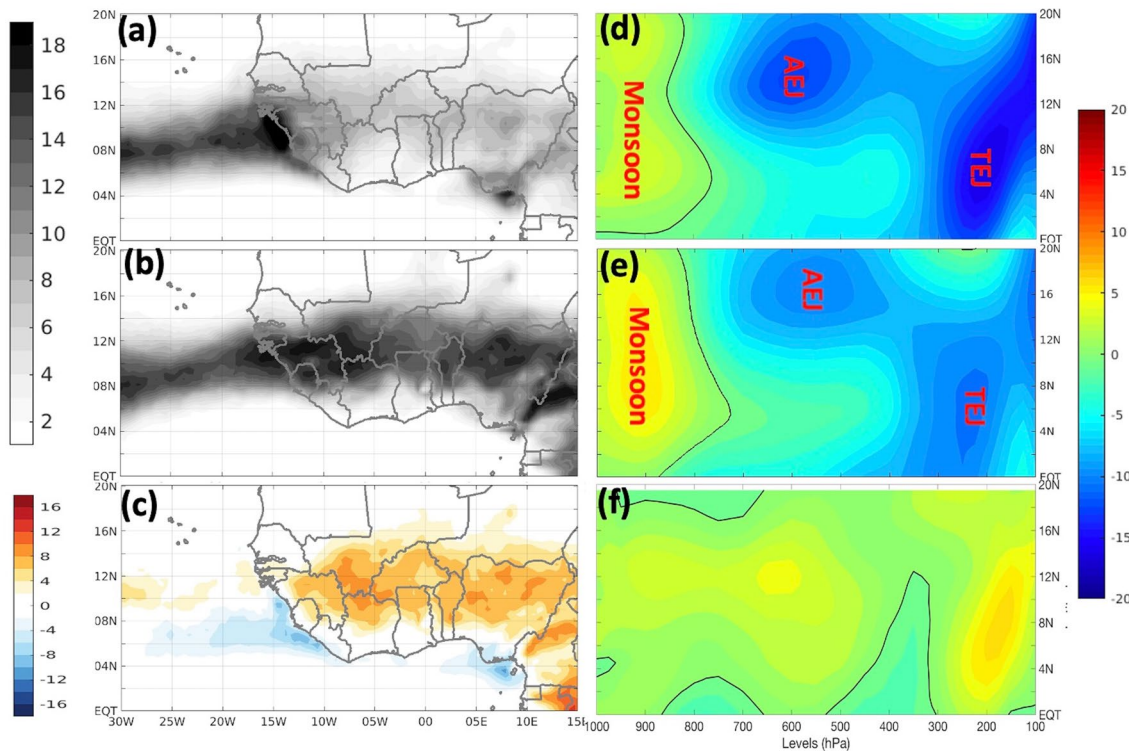 (a)
20N
16N
12N
08N
04N
EQT
18
16
14
12
10
8
6
4
2
(b)
20N
16N
12N
08N
04N
EQT
(c)
20N
16N
12N
08N
04N
EQT
16
12
8
4
0
-4
-8
-12
-16
30W
25W
20W
15W
10W
05W
00
05E
10E
15E
(d)
Monsoon
AEJ
TEJ
20N
16N
12N
8N
4N
EQT
(e)
Monsoon
AEJ
TEJ
20N
16
12N
8N
4N
EQT
(f)
20N
16N
12N
8N
4N
EQT
1000
900
800
700
600
500
400
300
200
100
Levels (hPa)
20
15
10
5
0
-5
-10
-15
-20